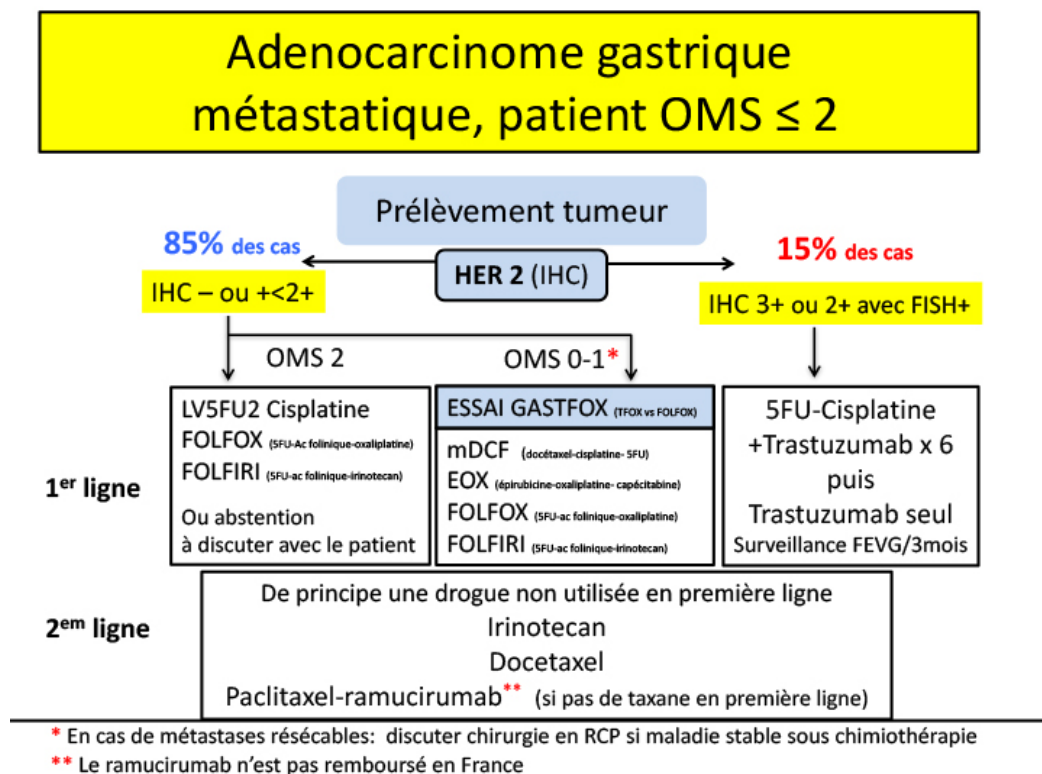 Adenocarcinome gastrique
métastatique, patient OMS ≤ 2
Prélèvement tumeur
85% des cas
HER 2 (IHC)
15% des cas
IHC – ou +<2+
IHC 3+ ou 2+ avec FISH+
OMS 2
OMS 0-1*
1er ligne
LV5FU2 Cisplatine
FOLFOX (5FU-Ac folinique-oxaliplatine)
FOLFIRI (5FU-ac folinique-irinotecan)
Ou abstention
à discuter avec le patient
ESSAI GASTFOX (TFOX vs FOLFOX)
mDCF (docétaxel-cisplatine- 5FU)
EOX (épirubicine-oxaliplatine- capécitabine)
FOLFOX (5FU-ac folinique-oxaliplatine)
FOLFIRI (5FU-ac folinique-irinotecan)
5FU-Cisplatine
+Trastuzumab x 6
puis
Trastuzumab seul
Surveillance FEVG/3mois
2em ligne
De principe une drogue non utilisée en première ligne
Irinotecan
Docetaxel
Paclitaxel-ramucirumab** (si pas de taxane en première ligne)
* En cas de métastases résécables: discuter chirurgie en RCP si maladie stable sous chimiothérapie
** Le ramucirumab n'est pas remboursé en France